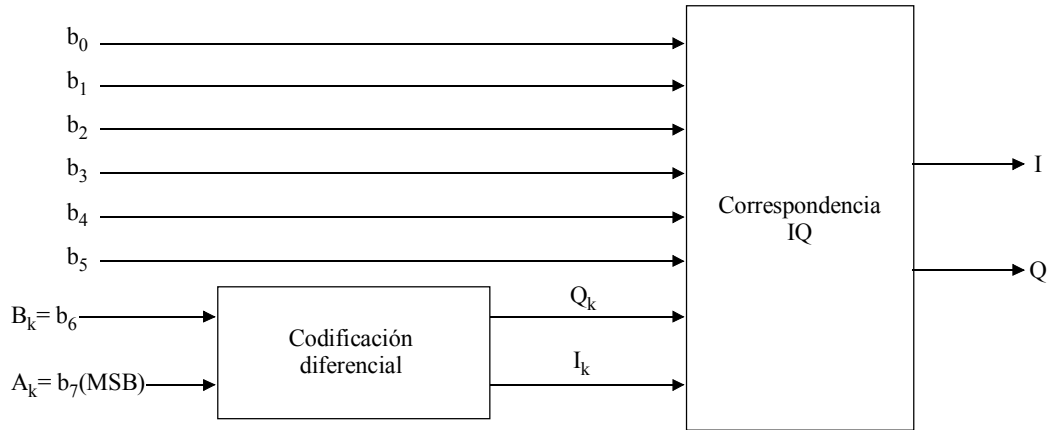 b0
b1
b2
b3
b4
b5
Bk= b6
Ak= b7(MSB)
Codificación
diferencial
Qk
Ik
Correspondencia
IQ
I
Q